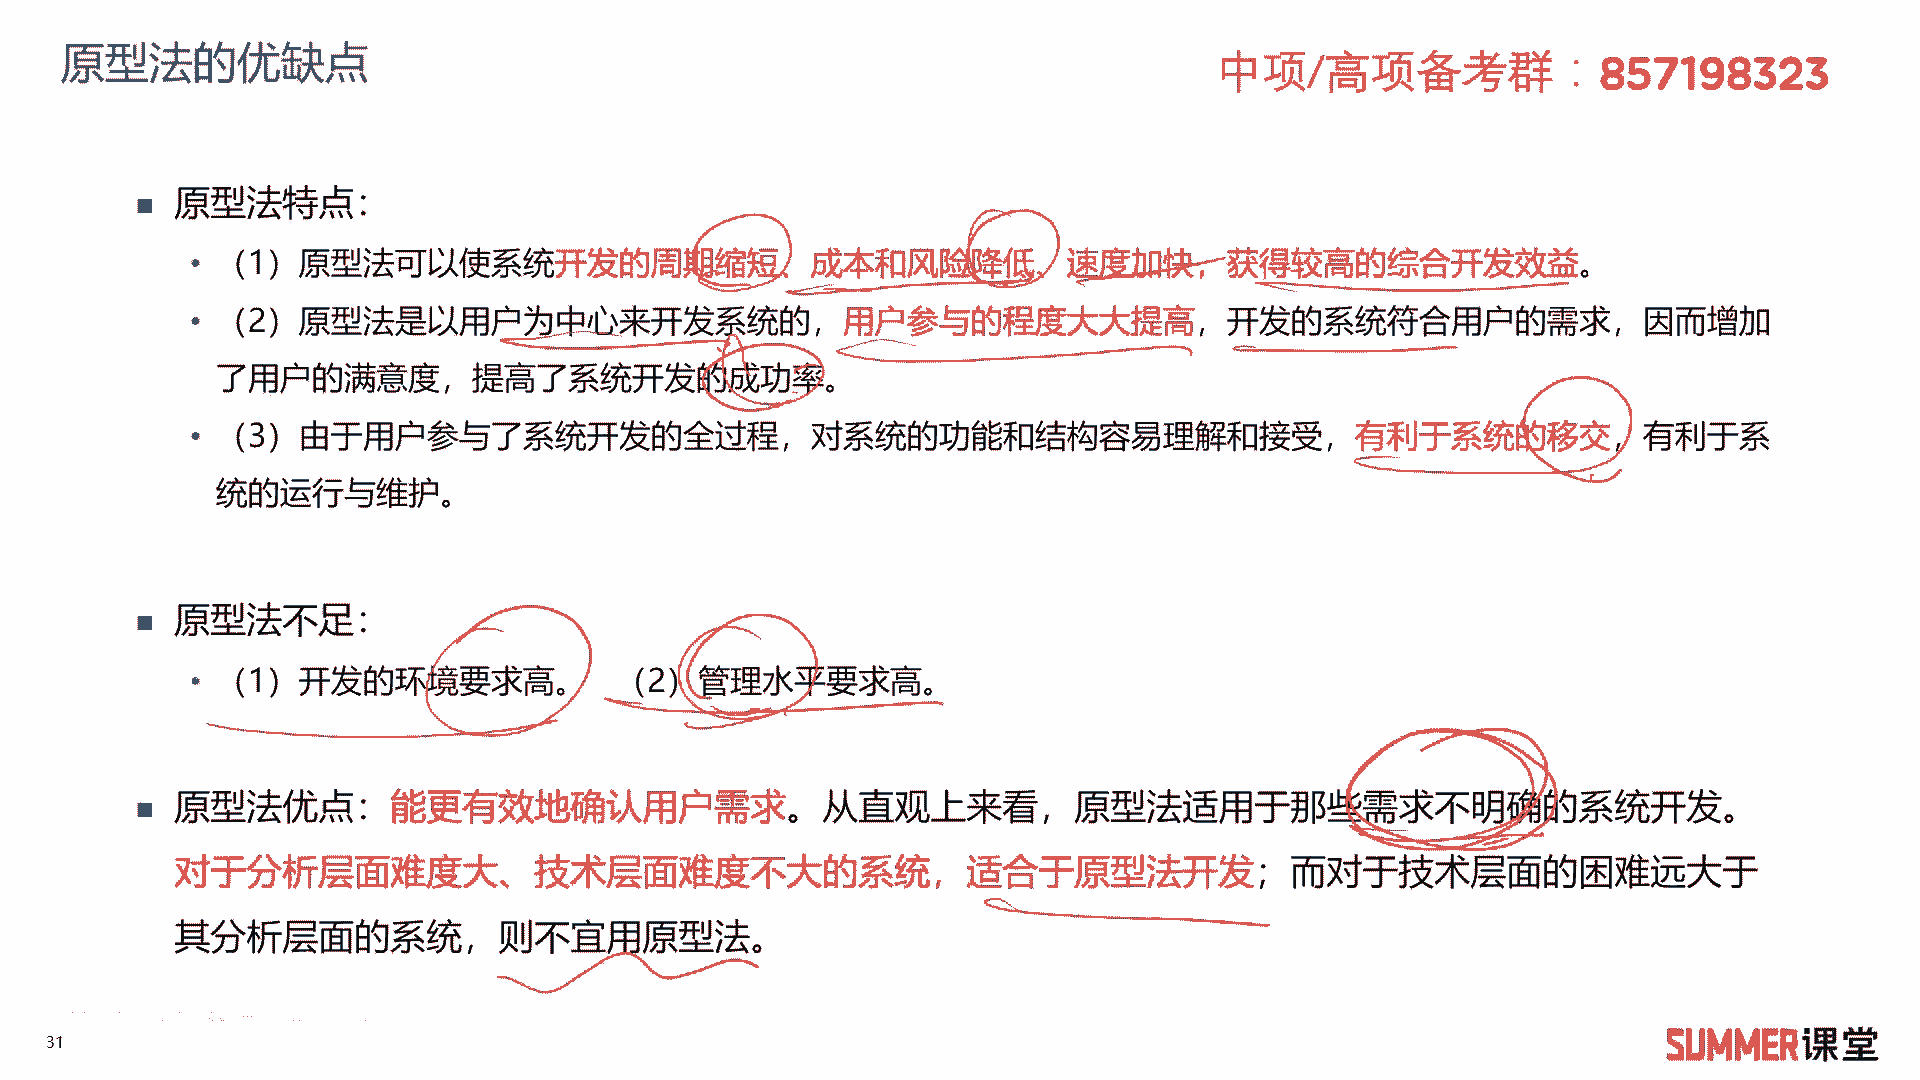 原型法的优缺点
中项/高项备考群：857198323
■ 原型法特点：
• （1）原型法可以使系统开发的周期缩短、成本和风险降低、速度加快，获得较高的综合开发效益。
• （2）原型法是以用户为中心来开发系统的，用户参与的程度大大提高，开发的系统符合用户的需求，因而增加
了用户的满意度，提高了系统开发的成功率。
• （3）由于用户参与了系统开发的全过程，对系统的功能和结构容易理解和接受，有利于系统的移交，有利于系
统的运行与维护。
■ 原型法不足：
• （1）开发的环境要求高。 （2）管理水平要求高。
■ 原型法优点：能更有效地确认用户需求。从直观上来看，原型法适用于那些需求不明确的系统开发。
对于分析层面难度大、技术层面难度不大的系统，适合于原型法开发；而对于技术层面的困难远大于
其分析层面的系统，则不宜用原型法。
31
SUMMER课堂